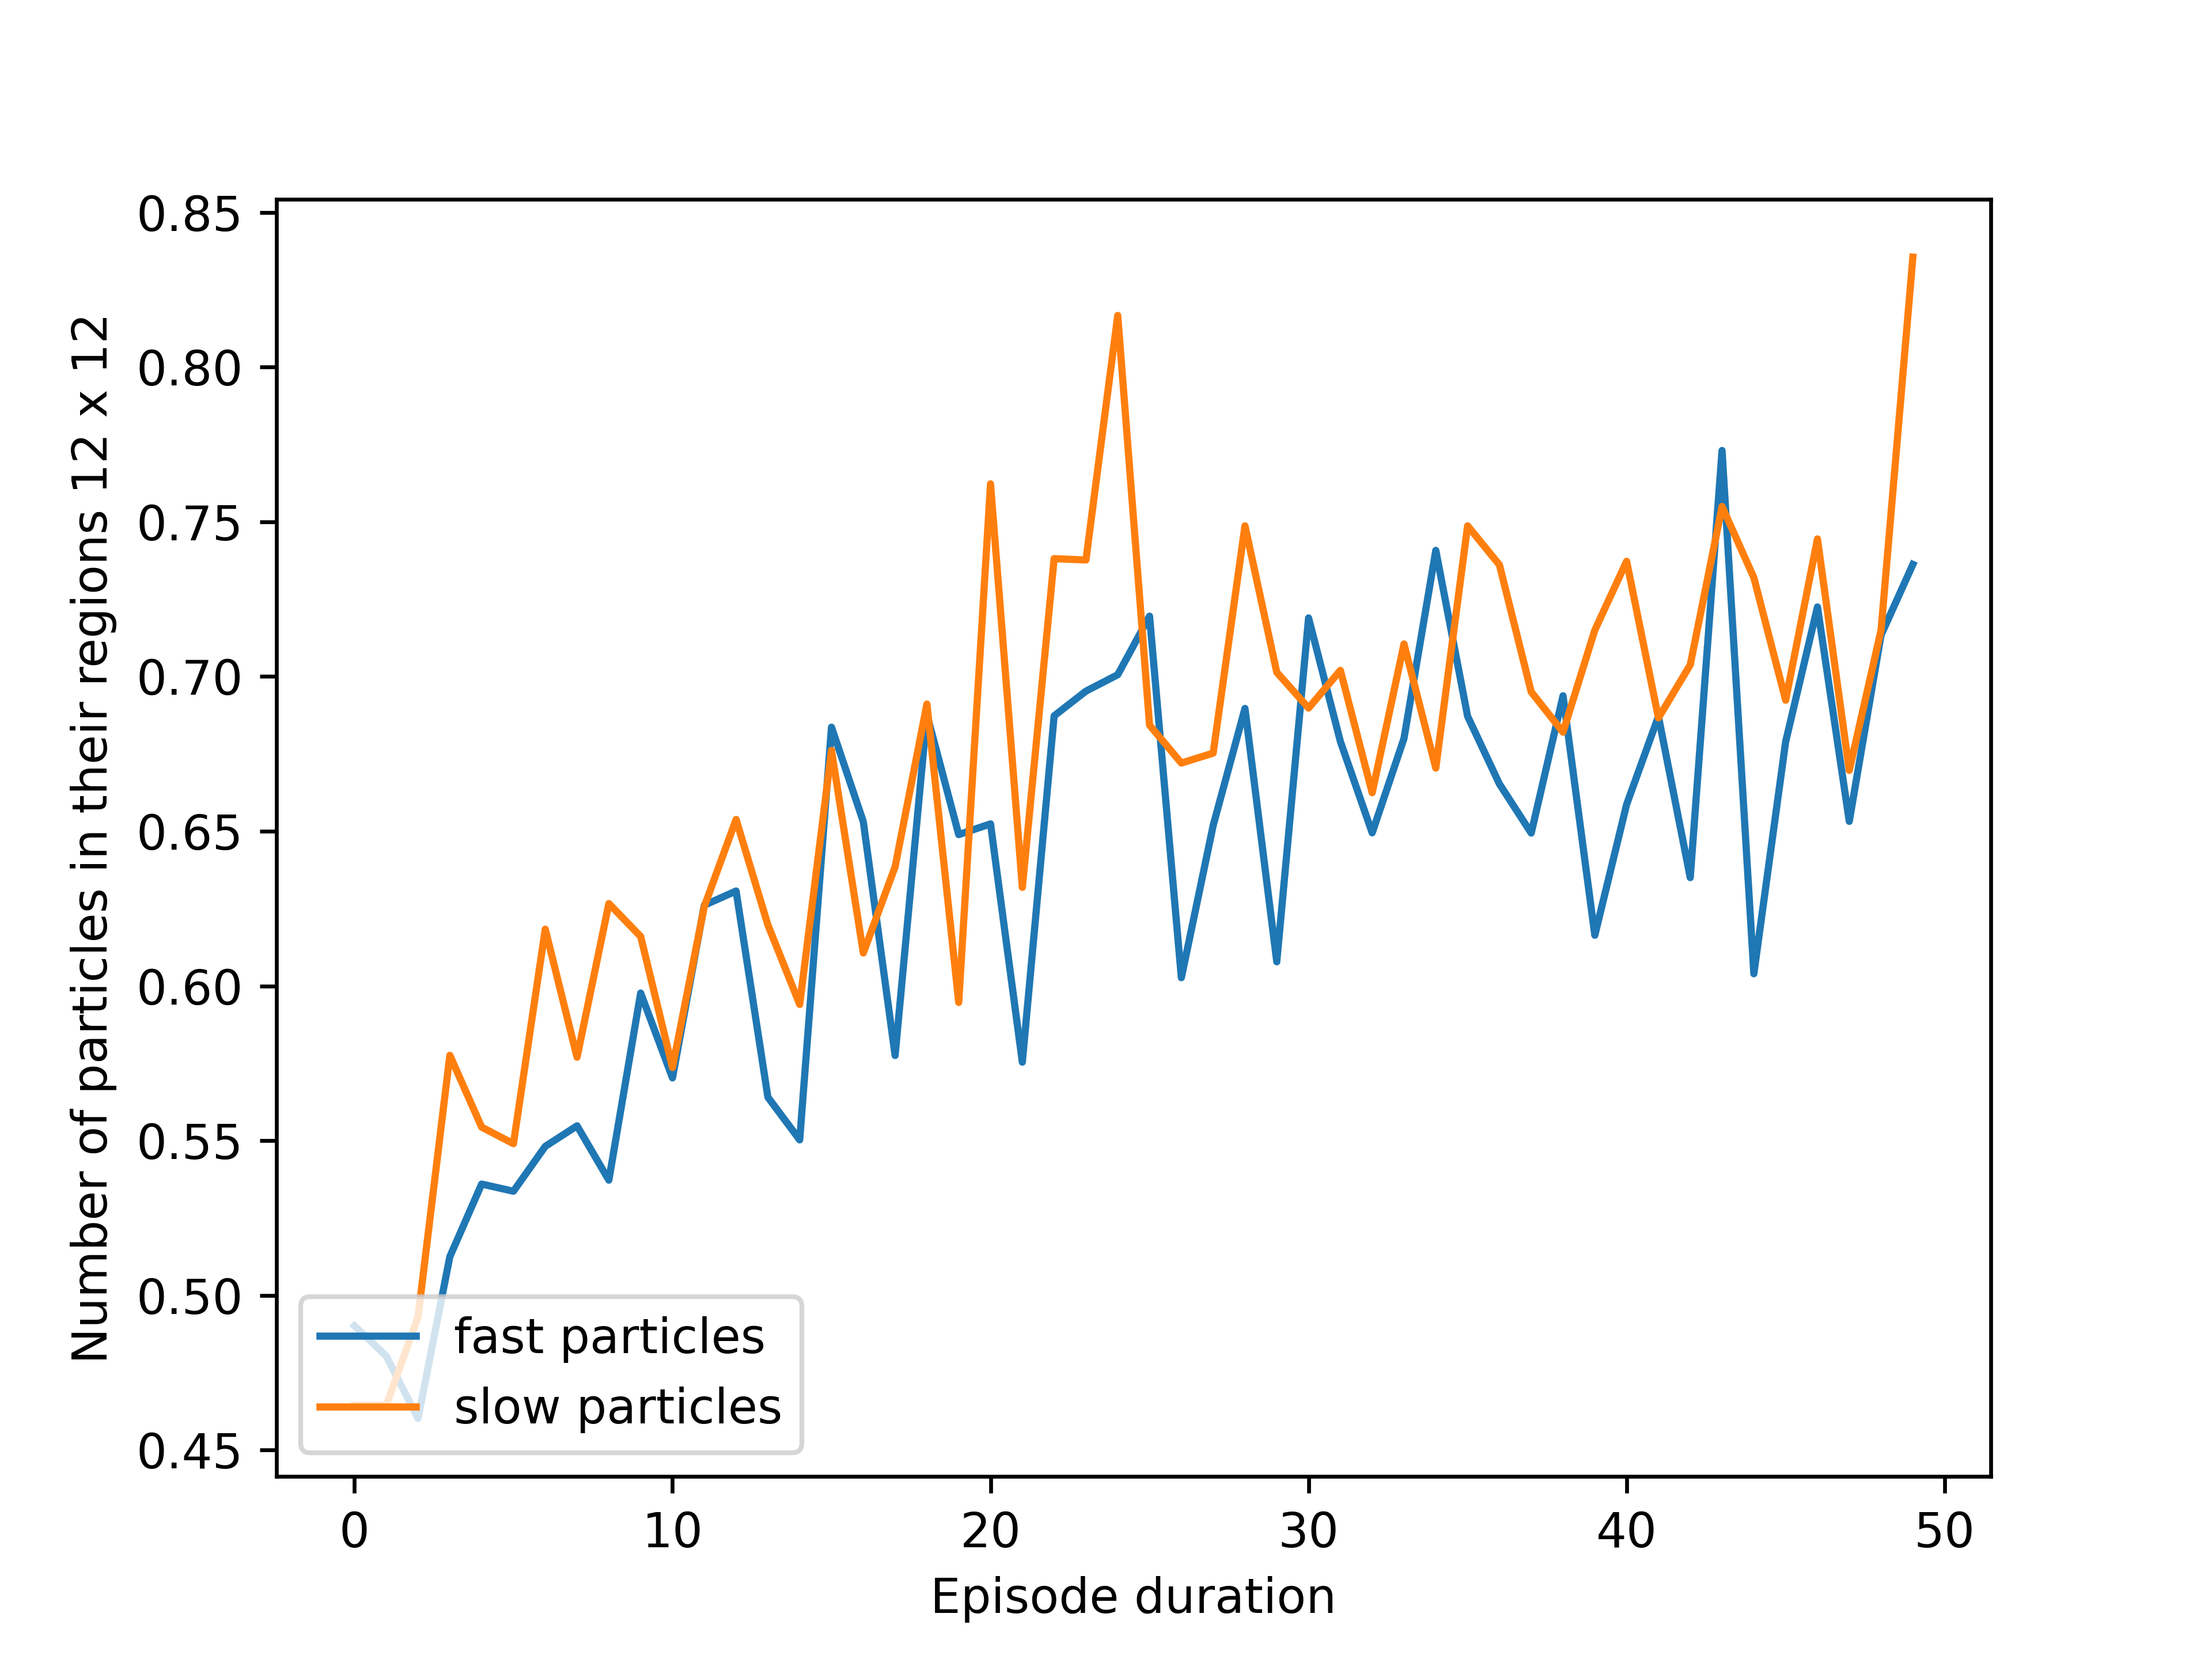 Number of particles in their regions 12 x 12
0.85
0.80
0.75
0.70
0.65
0.60
0.55
0.50
0.45
fast particles
slow particles
0 10 20 30 40 50
Episode duration